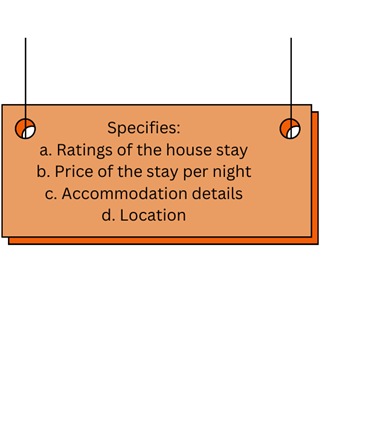 Specifies:
a. Ratings of the house stay
b. Price of the stay per night
c. Accommodation details
d. Location